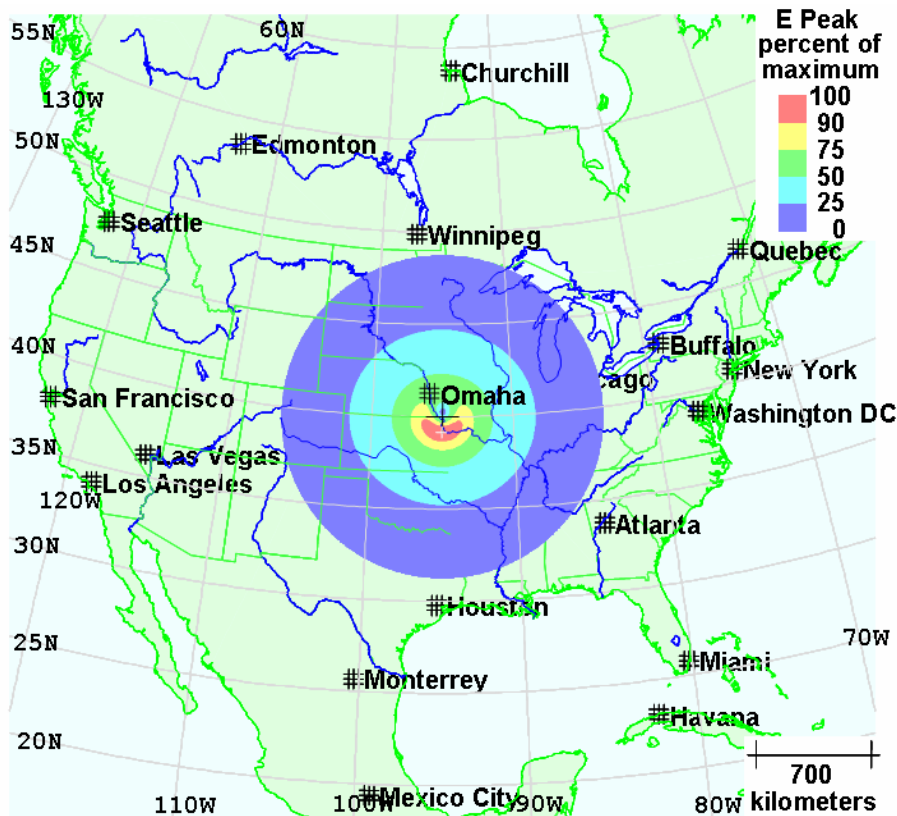 55N
60N
E Peak
percent of
maximum
Churchill
100
130W
90
50N
Edmonton
75
50
25
Seattle
0
Winnipeg
45N
Quebec
40N
Buffalo
New York
cago
Omaha
San Francisco
Washington DC
35N
Las Vegas
Los Angeles
120W
Atlanta
30N
Houston
25N
70W
Miami
Monterrey
Havana
20N
700
kilometers
110W
100W
Mexico City
90W
80W